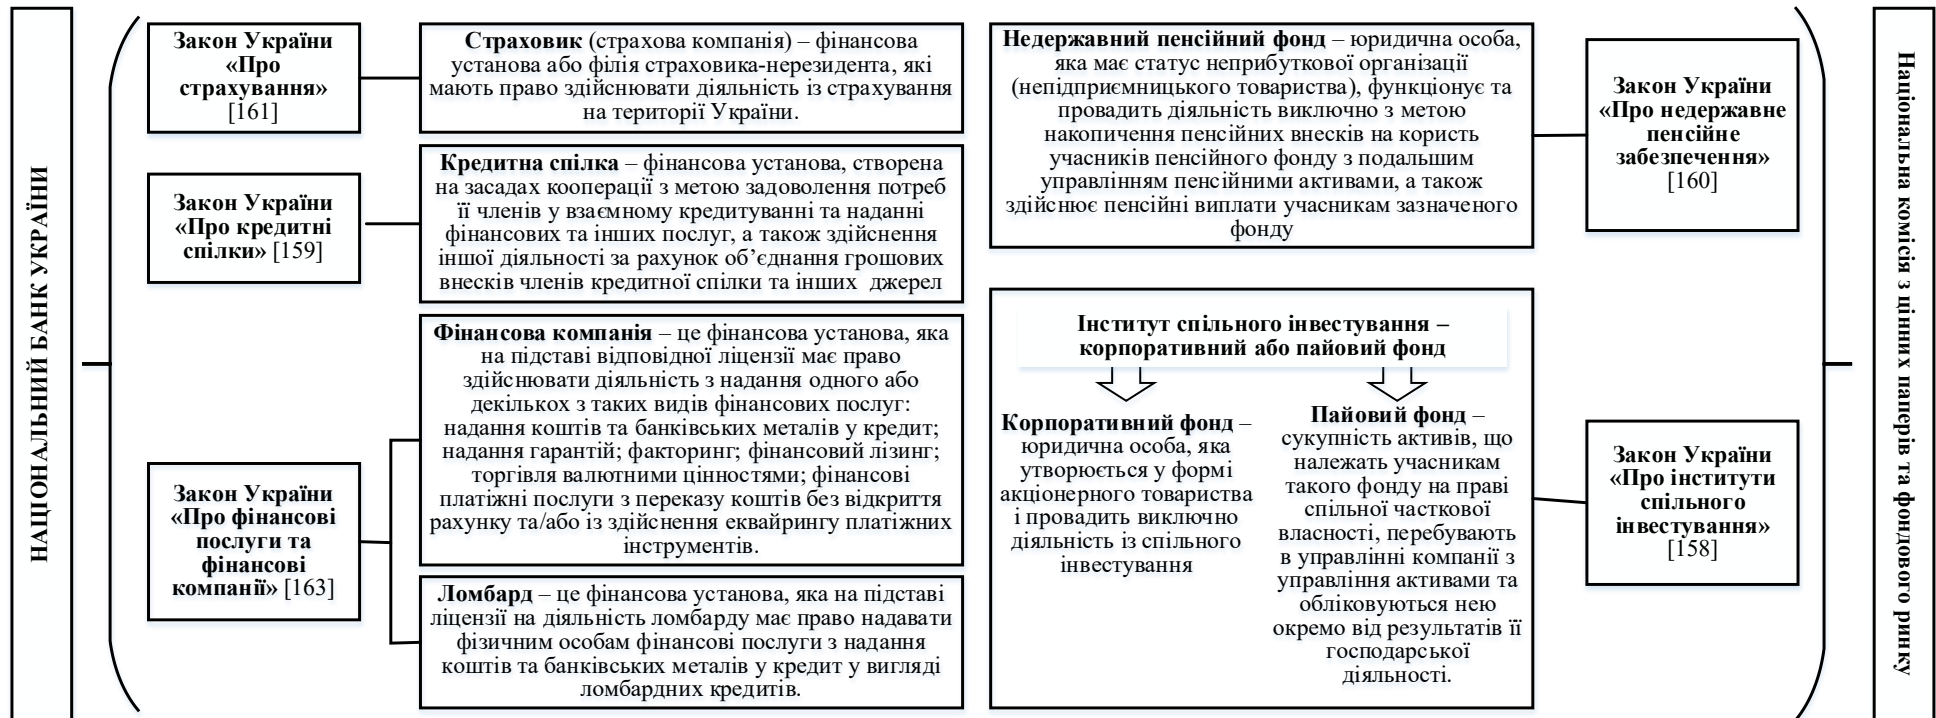 НАЦІОНАЛЬНИЙ БАНК УКРАЇНИ
Закон України
«Про
страхування»
[161]
Страховик (страхова компанія) – фінансова
установа або філія страховика-нерезидента, які
мають право здійснювати діяльність із страхування
на території України.
Закон України
«Про кредитні
спілки» [159]
Кредитна спілка – фінансова установа, створена
на засадах кооперації з метою задоволення потреб
її членів у взаємному кредитуванні та наданні
фінансових та інших послуг, а також здійснення
іншої діяльності за рахунок об’єднання грошових
внесків членів кредитної спілки та інших джерел
Закон України
«Про фінансові
послуги та
фінансові
компанії» [163]
Фінансова компанія – це фінансова установа, яка
на підставі відповідної ліцензії має право
здійснювати діяльність з надання одного або
декількох з таких видів фінансових послуг:
надання коштів та банківських металів у кредит;
надання гарантій; факторинг; фінансовий лізинг;
торгівля валютними цінностями; фінансові
платіжні послуги з переказу коштів без відкриття
рахунку та/або із здійснення еквайрингу платіжних
інструментів.
Ломбард – це фінансова установа, яка на підставі
ліцензії на діяльність ломбарду має право надавати
фізичним особам фінансові послуги з надання
коштів та банківських металів у кредит у вигляді
ломбардних кредитів.
Недержавний пенсійний фонд – юридична особа,
яка має статус неприбуткової організації
(непідприємницького товариства), функціонує та
провадить діяльність виключно з метою
накопичення пенсійних внесків на користь
учасників пенсійного фонду з подальшим
управлінням пенсійними активами, а також
здійснює пенсійні виплати учасникам зазначеного
фонду
Закон України
«Про недержавне
пенсійне
забезпечення»
[160]
Інститут спільного інвестування –
корпоративний або пайовий фонд
Корпоративний фонд –
юридична особа, яка
утворюється у формі
акціонерного товариства
і провадить виключно
діяльність із спільного
інвестування
Пайовий фонд –
сукупність активів, що
належать учасникам
такого фонду на праві
спільної часткової
власності, перебувають
в управлінні компанії з
управління активами та
обліковуються нею
окремо від результатів її
господарської
діяльності.
Закон України
«Про інститути
спільного
інвестування»
[158]
Національна комісія з цінних паперів та фондового ринку